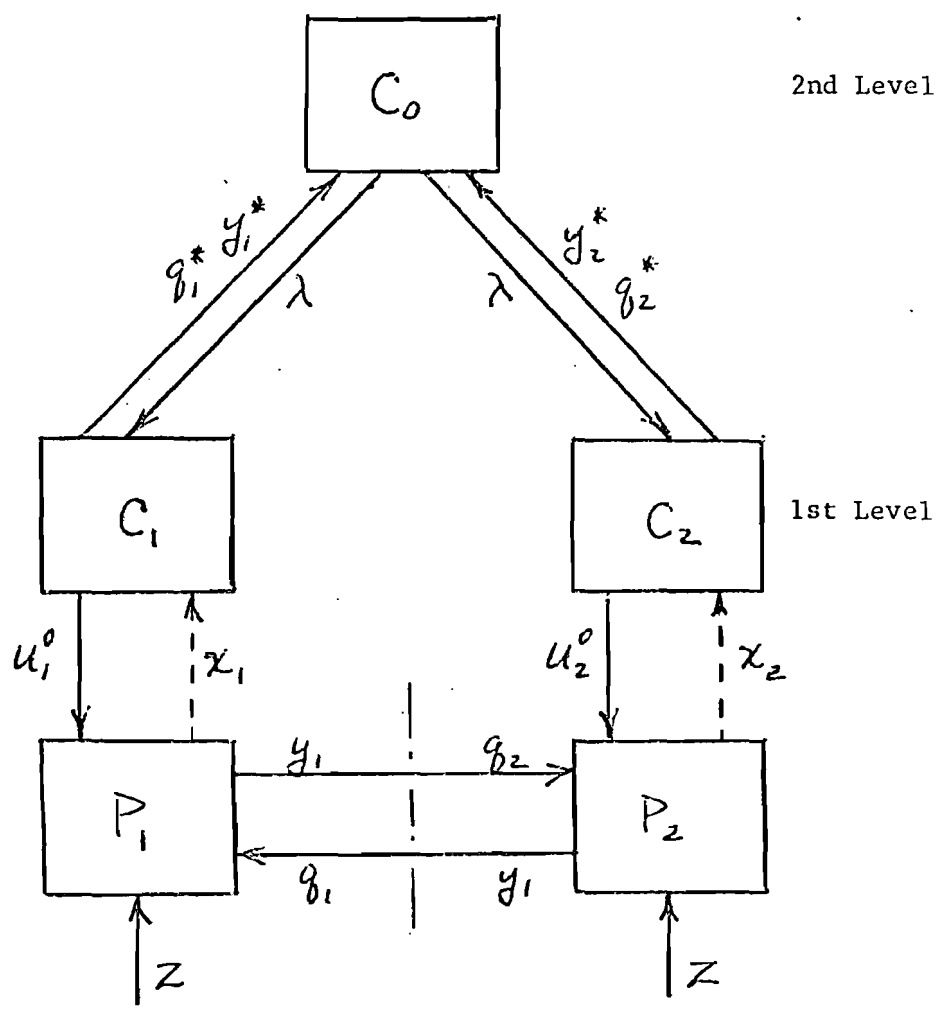 C₀
2nd Level
q₁* y₁*
λ
λ
y₂* q₂*
C₁
C₂
1st Level
u₁⁰
x₁
u₂⁰
x₂
y₁
q₂
P₁
P₂
q₁
y₁
z
z